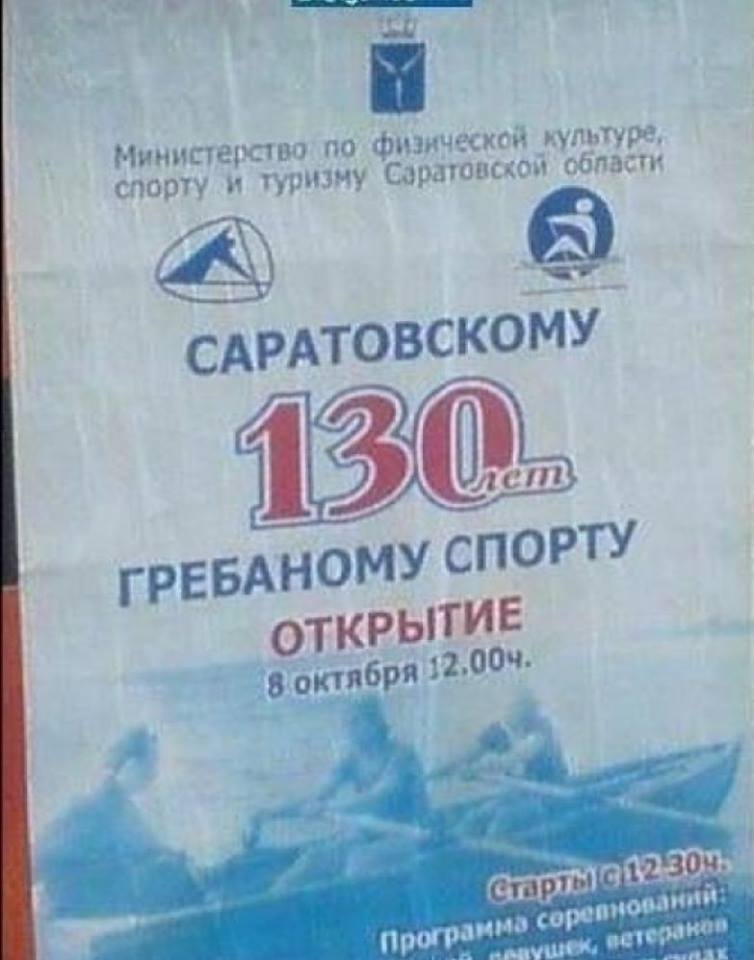 Министерство по физической культуре,
спорту и туризму Саратовской области
САРАТОВСКОМУ
130 лет
ГРЕБАНОМУ СПОРТУ
ОТКРЫТИЕ
8 октября 12.00ч.
Старты с 12-30ч.
Программа соревнований:
девушек, ветеранов